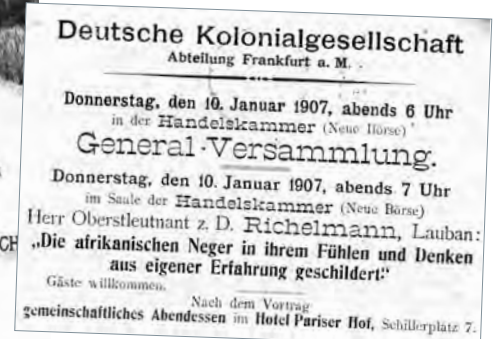 Deutsche Kolonialgesellschaft
Abteilung Frankfurt a. M.
Donnerstag, den 10. Januar 1907, abends 6 Uhr
in der Handelskammer (Neue Börse)
General-Versammlung.
Donnerstag, den 10. Januar 1907, abends 7 Uhr
im Saale der Handelskammer (Neue Börse)
Herr Oberstleutnant z. D. Richelmann, Lauban:
„Die afrikanischen Neger in ihrem Fühlen und Denken
aus eigener Erfahrung geschildert“
Gäste willkommen.
Nach dem Vortrag
gemeinschaftliches Abendessen im Hotel Pariser Hof, Schillerplatz 7.
CH